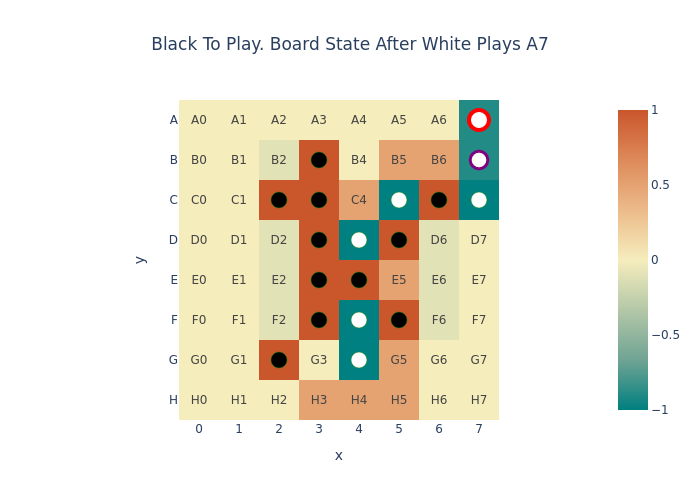 Black To Play. Board State After White Plays A7
A A0 A1 A2 A3 A4 A5 A6
B B0 B1 B2 B4 B5 B6
C C0 C1 C4
D D0 D1 D2 D6 D7
E E0 E1 E2 E5 E6 E7
F F0 F1 F2 F6 F7
G G0 G1 G3 G5 G6 G7
H H0 H1 H2 H3 H4 H5 H6 H7
0 1 2 3 4 5 6 7
x
y
1
0.5
0
−0.5
−1